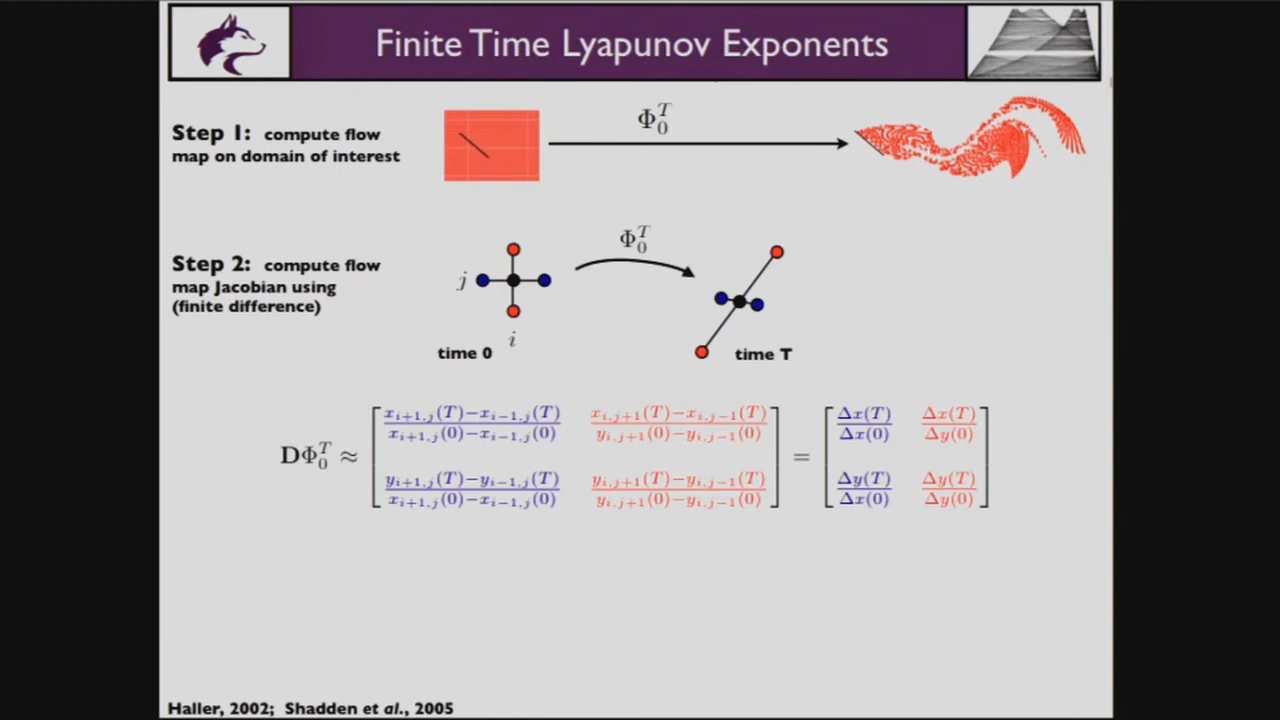 Finite Time Lyapunov Exponents
Step 1: compute flow
map on domain of interest
Φ₀ᵀ
Step 2: compute flow
map Jacobian using
(finite difference)
Φ₀ᵀ
j
i
time 0
time T
DΦ₀ᵀ ≈ [ (x_{i+1,j}(T)−x_{i−1,j}(T))/(x_{i+1,j}(0)−x_{i−1,j}(0)) (x_{i,j+1}(T)−x_{i,j−1}(T))/(y_{i,j+1}(0)−y_{i,j−1}(0)) ; (y_{i+1,j}(T)−y_{i−1,j}(T))/(x_{i+1,j}(0)−x_{i−1,j}(0)) (y_{i,j+1}(T)−y_{i,j−1}(T))/(y_{i,j+1}(0)−y_{i,j−1}(0)) ] = [ Δx(T)/Δx(0) Δx(T)/Δy(0) ; Δy(T)/Δx(0) Δy(T)/Δy(0) ]
Haller, 2002; Shadden et al., 2005